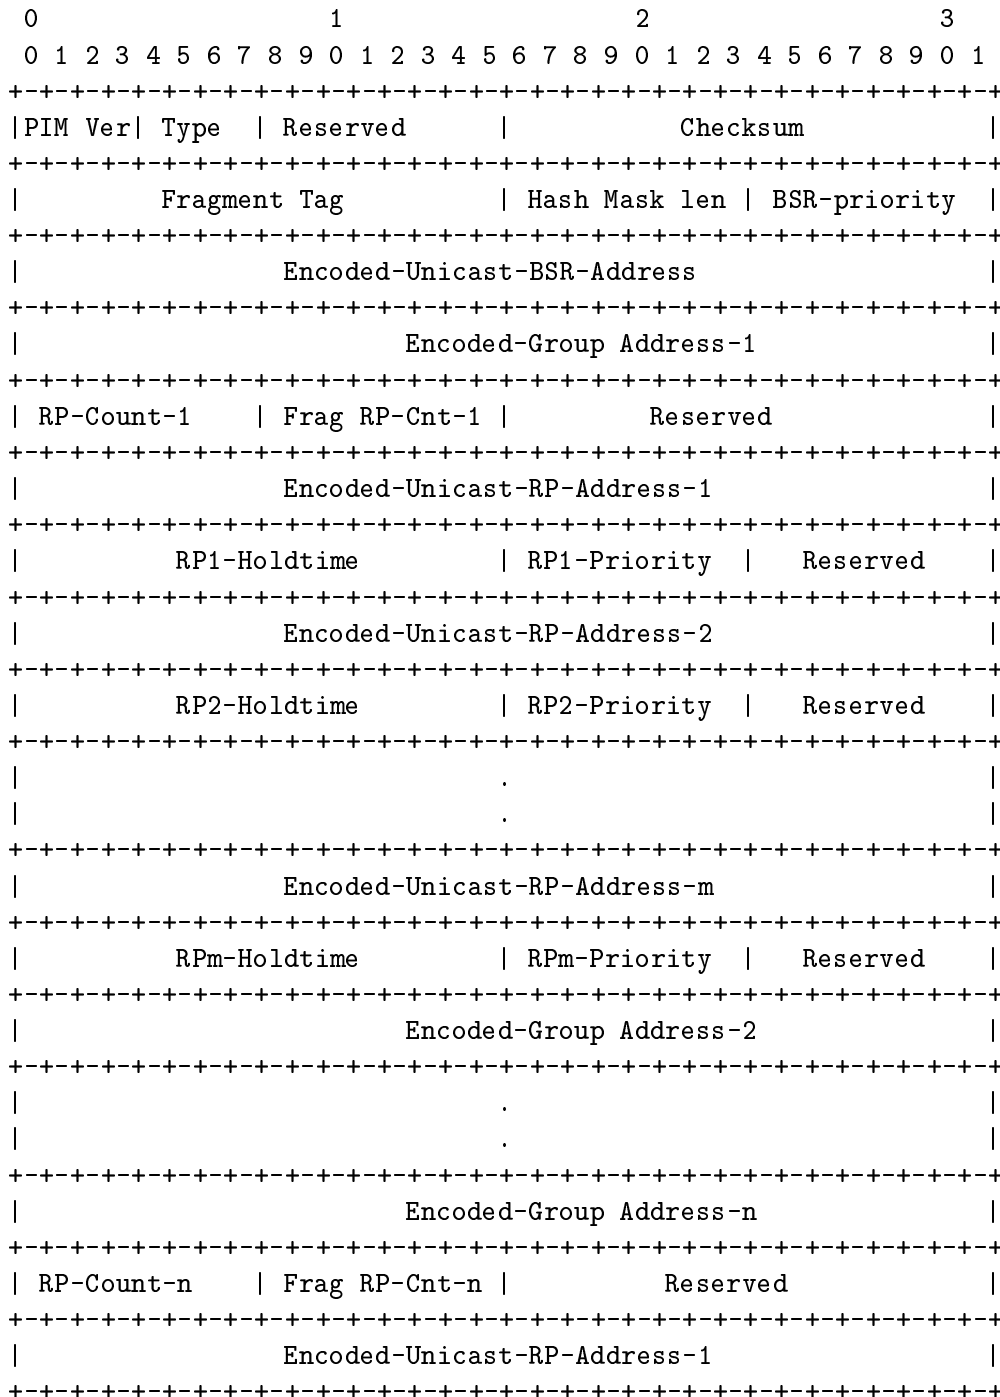 0                   1                   2                   3
 0 1 2 3 4 5 6 7 8 9 0 1 2 3 4 5 6 7 8 9 0 1 2 3 4 5 6 7 8 9 0 1
+-+-+-+-+-+-+-+-+-+-+-+-+-+-+-+-+-+-+-+-+-+-+-+-+-+-+-+-+-+-+-+-+
|PIM Ver| Type  | Reserved      |           Checksum            |
+-+-+-+-+-+-+-+-+-+-+-+-+-+-+-+-+-+-+-+-+-+-+-+-+-+-+-+-+-+-+-+-+
|         Fragment Tag          | Hash Mask len | BSR-priority  |
+-+-+-+-+-+-+-+-+-+-+-+-+-+-+-+-+-+-+-+-+-+-+-+-+-+-+-+-+-+-+-+-+
|                 Encoded-Unicast-BSR-Address                   |
+-+-+-+-+-+-+-+-+-+-+-+-+-+-+-+-+-+-+-+-+-+-+-+-+-+-+-+-+-+-+-+-+
|                         Encoded-Group Address-1               |
+-+-+-+-+-+-+-+-+-+-+-+-+-+-+-+-+-+-+-+-+-+-+-+-+-+-+-+-+-+-+-+-+
| RP-Count-1    | Frag RP-Cnt-1 |         Reserved              |
+-+-+-+-+-+-+-+-+-+-+-+-+-+-+-+-+-+-+-+-+-+-+-+-+-+-+-+-+-+-+-+-+
|                 Encoded-Unicast-RP-Address-1                  |
+-+-+-+-+-+-+-+-+-+-+-+-+-+-+-+-+-+-+-+-+-+-+-+-+-+-+-+-+-+-+-+-+
|          RP1-Holdtime         | RP1-Priority  |   Reserved    |
+-+-+-+-+-+-+-+-+-+-+-+-+-+-+-+-+-+-+-+-+-+-+-+-+-+-+-+-+-+-+-+-+
|                 Encoded-Unicast-RP-Address-2                  |
+-+-+-+-+-+-+-+-+-+-+-+-+-+-+-+-+-+-+-+-+-+-+-+-+-+-+-+-+-+-+-+-+
|          RP2-Holdtime         | RP2-Priority  |   Reserved    |
+-+-+-+-+-+-+-+-+-+-+-+-+-+-+-+-+-+-+-+-+-+-+-+-+-+-+-+-+-+-+-+-+
|                               .                               |
|                               .                               |
+-+-+-+-+-+-+-+-+-+-+-+-+-+-+-+-+-+-+-+-+-+-+-+-+-+-+-+-+-+-+-+-+
|                 Encoded-Unicast-RP-Address-m                  |
+-+-+-+-+-+-+-+-+-+-+-+-+-+-+-+-+-+-+-+-+-+-+-+-+-+-+-+-+-+-+-+-+
|          RPm-Holdtime         | RPm-Priority  |   Reserved    |
+-+-+-+-+-+-+-+-+-+-+-+-+-+-+-+-+-+-+-+-+-+-+-+-+-+-+-+-+-+-+-+-+
|                         Encoded-Group Address-2               |
+-+-+-+-+-+-+-+-+-+-+-+-+-+-+-+-+-+-+-+-+-+-+-+-+-+-+-+-+-+-+-+-+
|                               .                               |
|                               .                               |
+-+-+-+-+-+-+-+-+-+-+-+-+-+-+-+-+-+-+-+-+-+-+-+-+-+-+-+-+-+-+-+-+
|                         Encoded-Group Address-n               |
+-+-+-+-+-+-+-+-+-+-+-+-+-+-+-+-+-+-+-+-+-+-+-+-+-+-+-+-+-+-+-+-+
| RP-Count-n    | Frag RP-Cnt-n |          Reserved             |
+-+-+-+-+-+-+-+-+-+-+-+-+-+-+-+-+-+-+-+-+-+-+-+-+-+-+-+-+-+-+-+-+
|                 Encoded-Unicast-RP-Address-1                  |
+-+-+-+-+-+-+-+-+-+-+-+-+-+-+-+-+-+-+-+-+-+-+-+-+-+-+-+-+-+-+-+-+